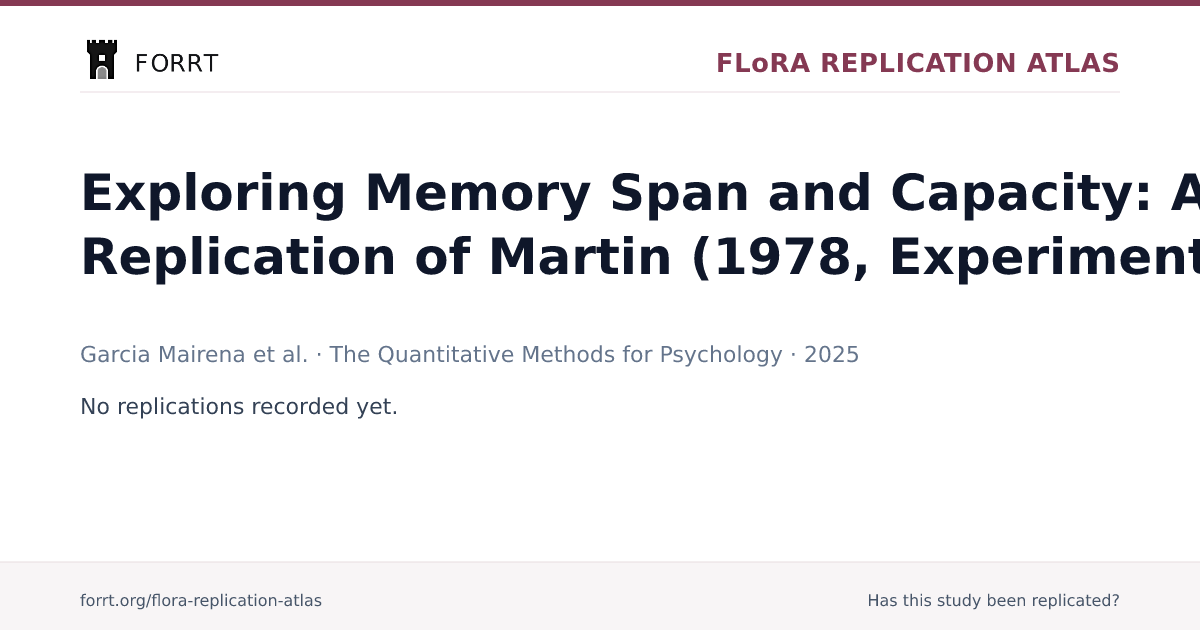 FORRT
FLoRA REPLICATION ATLAS
Exploring Memory Span and Capacity: A
Replication of Martin (1978, Experiment
Garcia Mairena et al. · The Quantitative Methods for Psychology · 2025
No replications recorded yet.
forrt.org/flora-replication-atlas
Has this study been replicated?